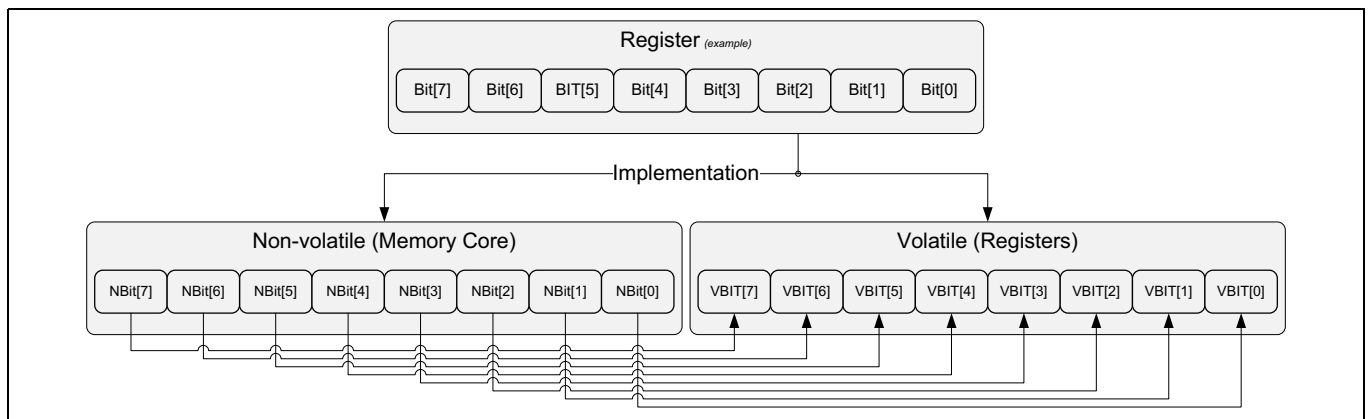 Register (example)
Bit[7] Bit[6] BIT[5] Bit[4] Bit[3] Bit[2] Bit[1] Bit[0]
Implementation
Non-volatile (Memory Core)
NBit[7] NBit[6] NBit[5] NBit[4] NBit[3] NBit[2] NBit[1] NBit[0]
Volatile (Registers)
VBIT[7] VBIT[6] VBIT[5] VBIT[4] VBIT[3] VBIT[2] VBIT[1] VBIT[0]